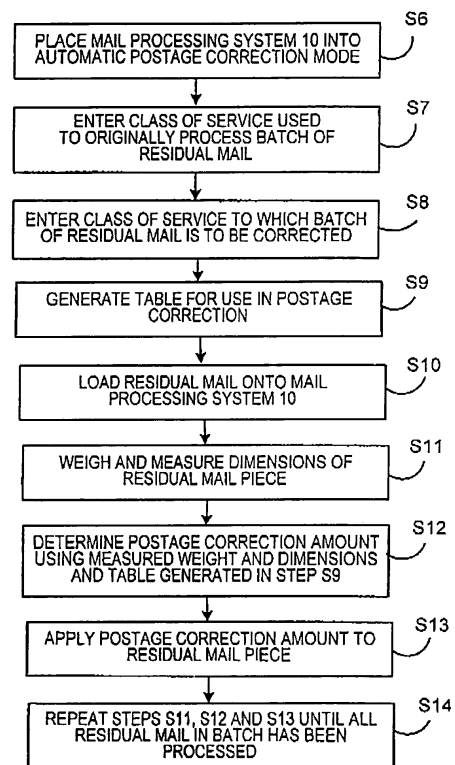 S6
PLACE MAIL PROCESSING SYSTEM 10 INTO
AUTOMATIC POSTAGE CORRECTION MODE
S7
ENTER CLASS OF SERVICE USED
TO ORIGINALLY PROCESS BATCH OF
RESIDUAL MAIL
S8
ENTER CLASS OF SERVICE TO WHICH BATCH
OF RESIDUAL MAIL IS TO BE CORRECTED
S9
GENERATE TABLE FOR USE IN POSTAGE
CORRECTION
S10
LOAD RESIDUAL MAIL ONTO MAIL
PROCESSING SYSTEM 10
S11
WEIGH AND MEASURE DIMENSIONS OF
RESIDUAL MAIL PIECE
S12
DETERMINE POSTAGE CORRECTION AMOUNT
USING MEASURED WEIGHT AND DIMENSIONS
AND TABLE GENERATED IN STEP S9
S13
APPLY POSTAGE CORRECTION AMOUNT TO
RESIDUAL MAIL PIECE
S14
REPEAT STEPS S11, S12 AND S13 UNTIL ALL
RESIDUAL MAIL IN BATCH HAS BEEN
PROCESSED